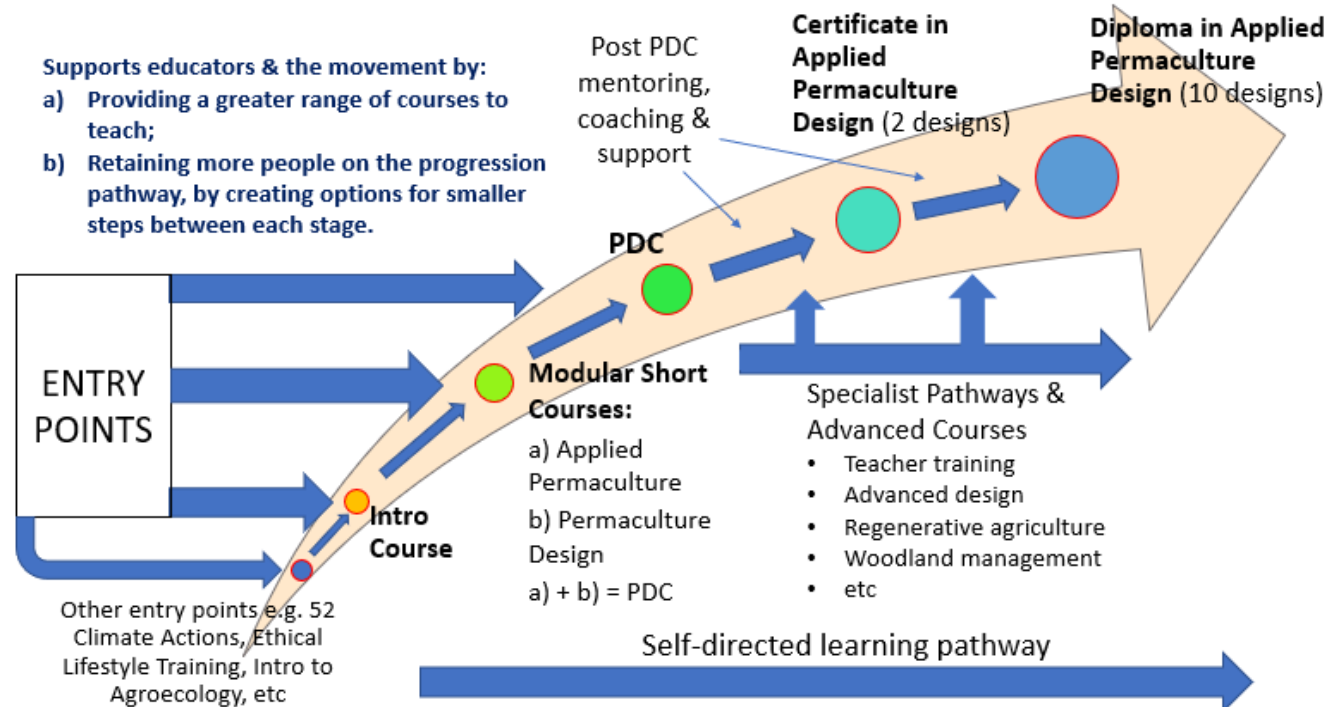 Supports educators & the movement by:
a) Providing a greater range of courses to
teach;
b) Retaining more people on the progression
pathway, by creating options for smaller
steps between each stage.
Post PDC
mentoring,
coaching &
support
Certificate in
Applied
Permaculture
Design (2 designs)
Diploma in Applied
Permaculture
Design (10 designs)
ENTRY
POINTS
PDC
Modular Short
Courses:
a) Applied
Permaculture
b) Permaculture
Design
a) + b) = PDC
Intro
Course
Other entry points e.g. 52
Climate Actions, Ethical
Lifestyle Training, Intro to
Agroecology, etc
Specialist Pathways &
Advanced Courses
• Teacher training
• Advanced design
• Regenerative agriculture
• Woodland management
• etc
Self-directed learning pathway